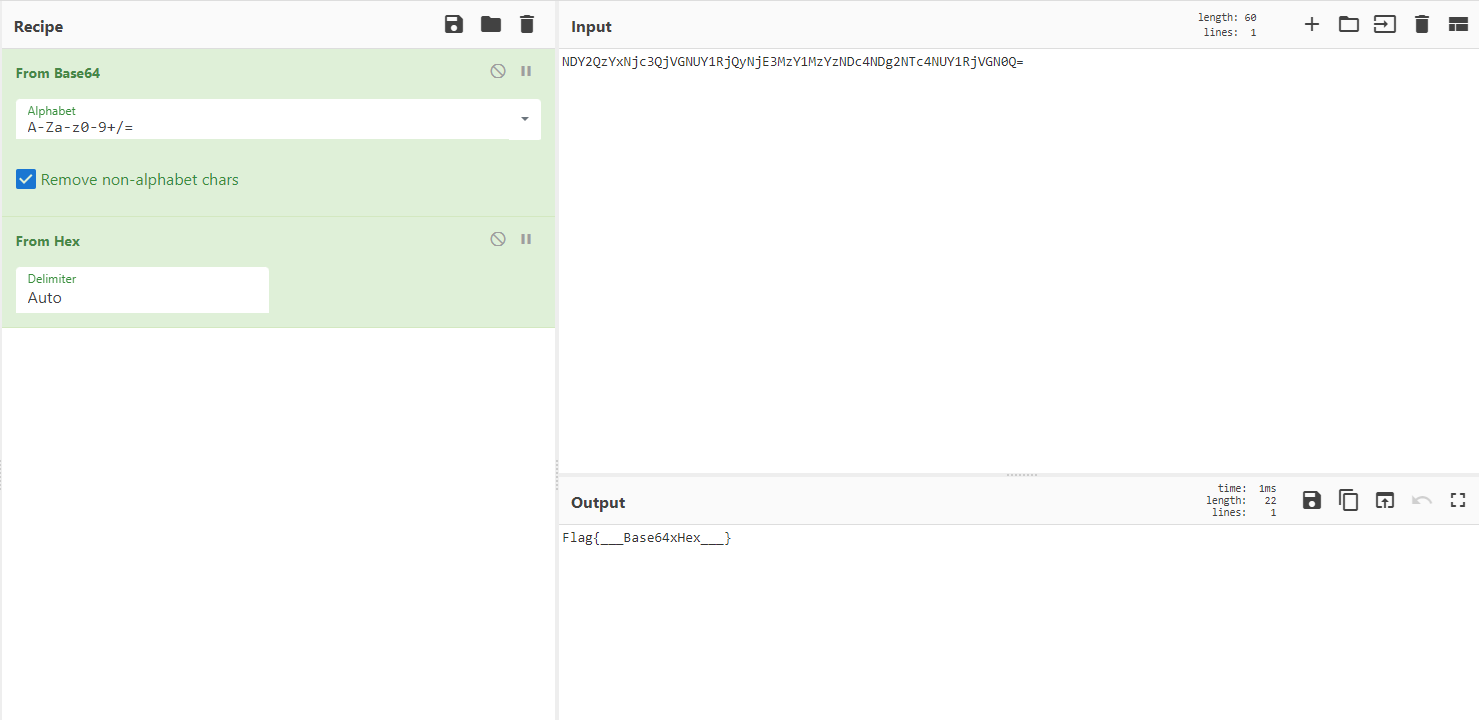 Recipe
From Base64
Alphabet
A-Za-z0-9+/=
Remove non-alphabet chars
From Hex
Delimiter
Auto
Input
length: 60
lines: 1
NDY2QzYxNjc3QjVGNUY1RjQyNjE3MzY1MzYzNDc4NDg2NTc4NUY1RjVGN0Q=
Output
time: 1ms
length: 22
lines: 1
Flag{___Base64xHex___}